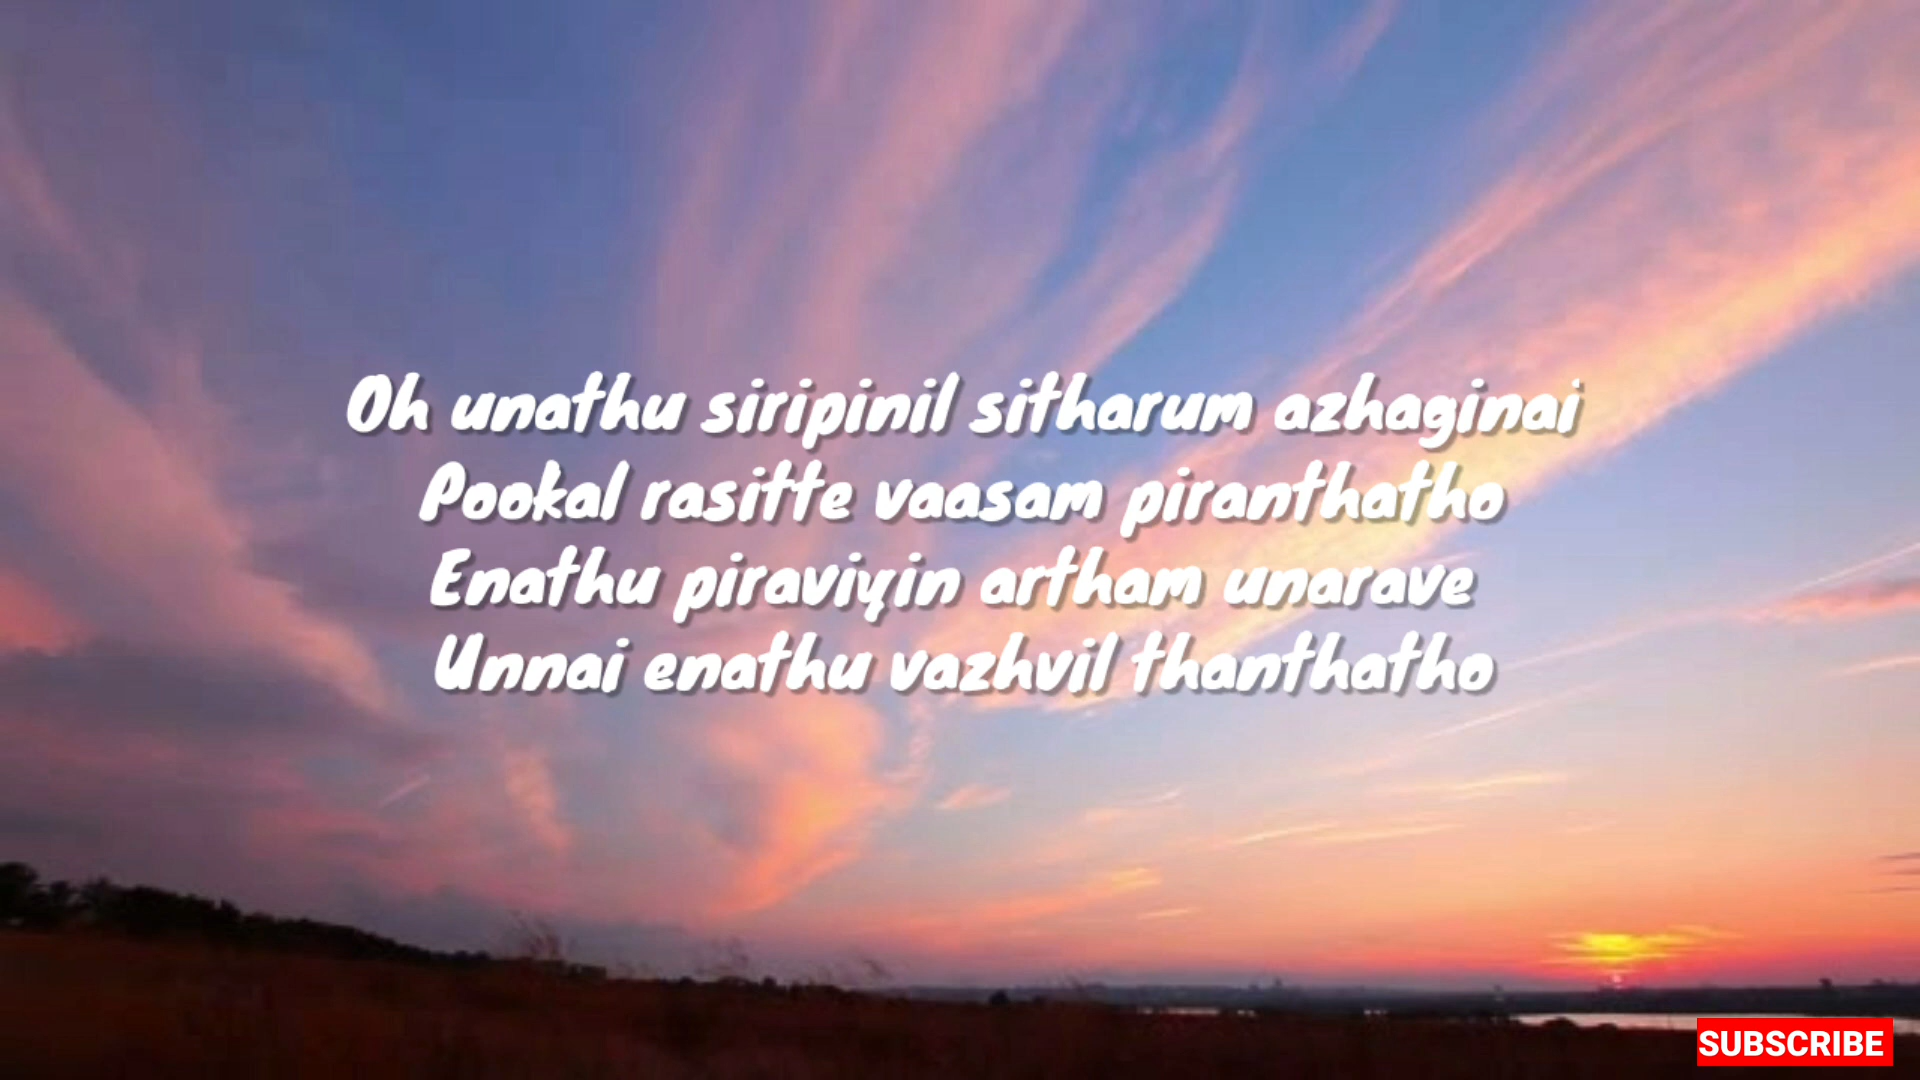 Oh unathu siripinil sitharum azhaginai
Pookal rasitte vaasam piranthatho
Enathu piraviyin artham unarave
Unnai enathu vazhvil thanthatho
SUBSCRIBE